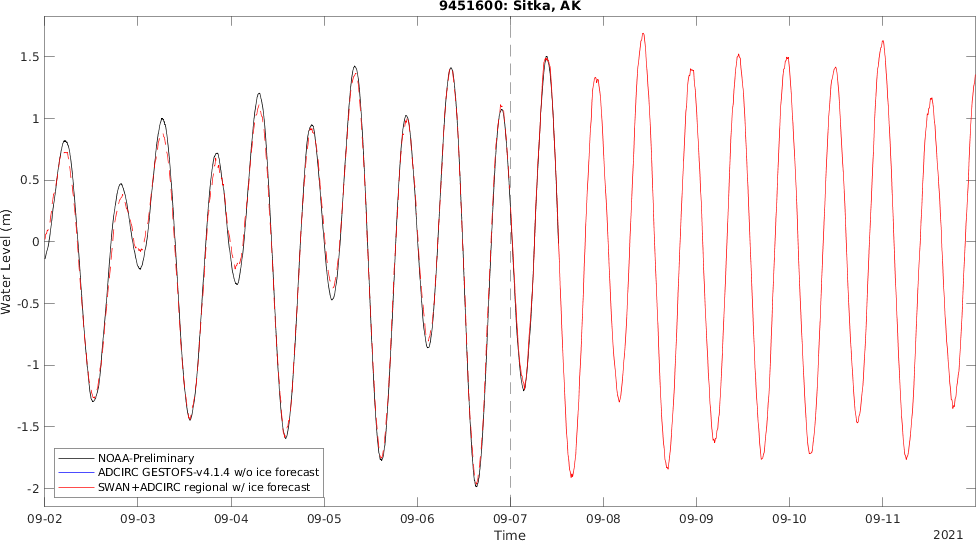 9451600: Sitka, AK
Water Level (m)
1.5
1
0.5
0
-0.5
-1
-1.5
-2
NOAA-Preliminary
ADCIRC GESTOFS-v4.1.4 w/o ice forecast
SWAN+ADCIRC regional w/ ice forecast
09-02 09-03 09-04 09-05 09-06 09-07 09-08 09-09 09-10 09-11
Time
2021